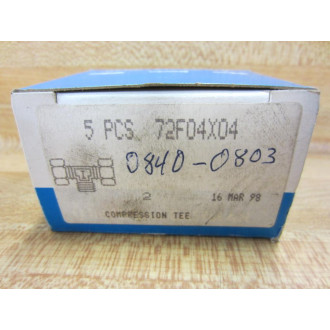 5 PCS. 72F04X04
0840-0803
2 16 MAR 98
COMPRESSION TEE